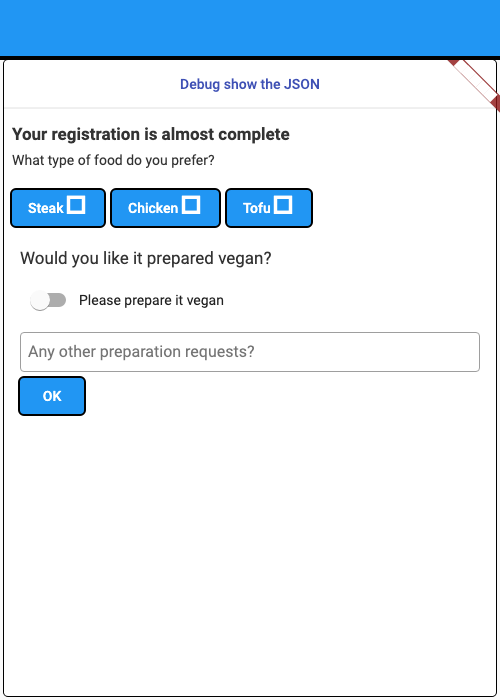 Debug show the JSON
Your registration is almost complete
What type of food do you prefer?
Steak Chicken Tofu
Would you like it prepared vegan?
Please prepare it vegan
Any other preparation requests?
OK